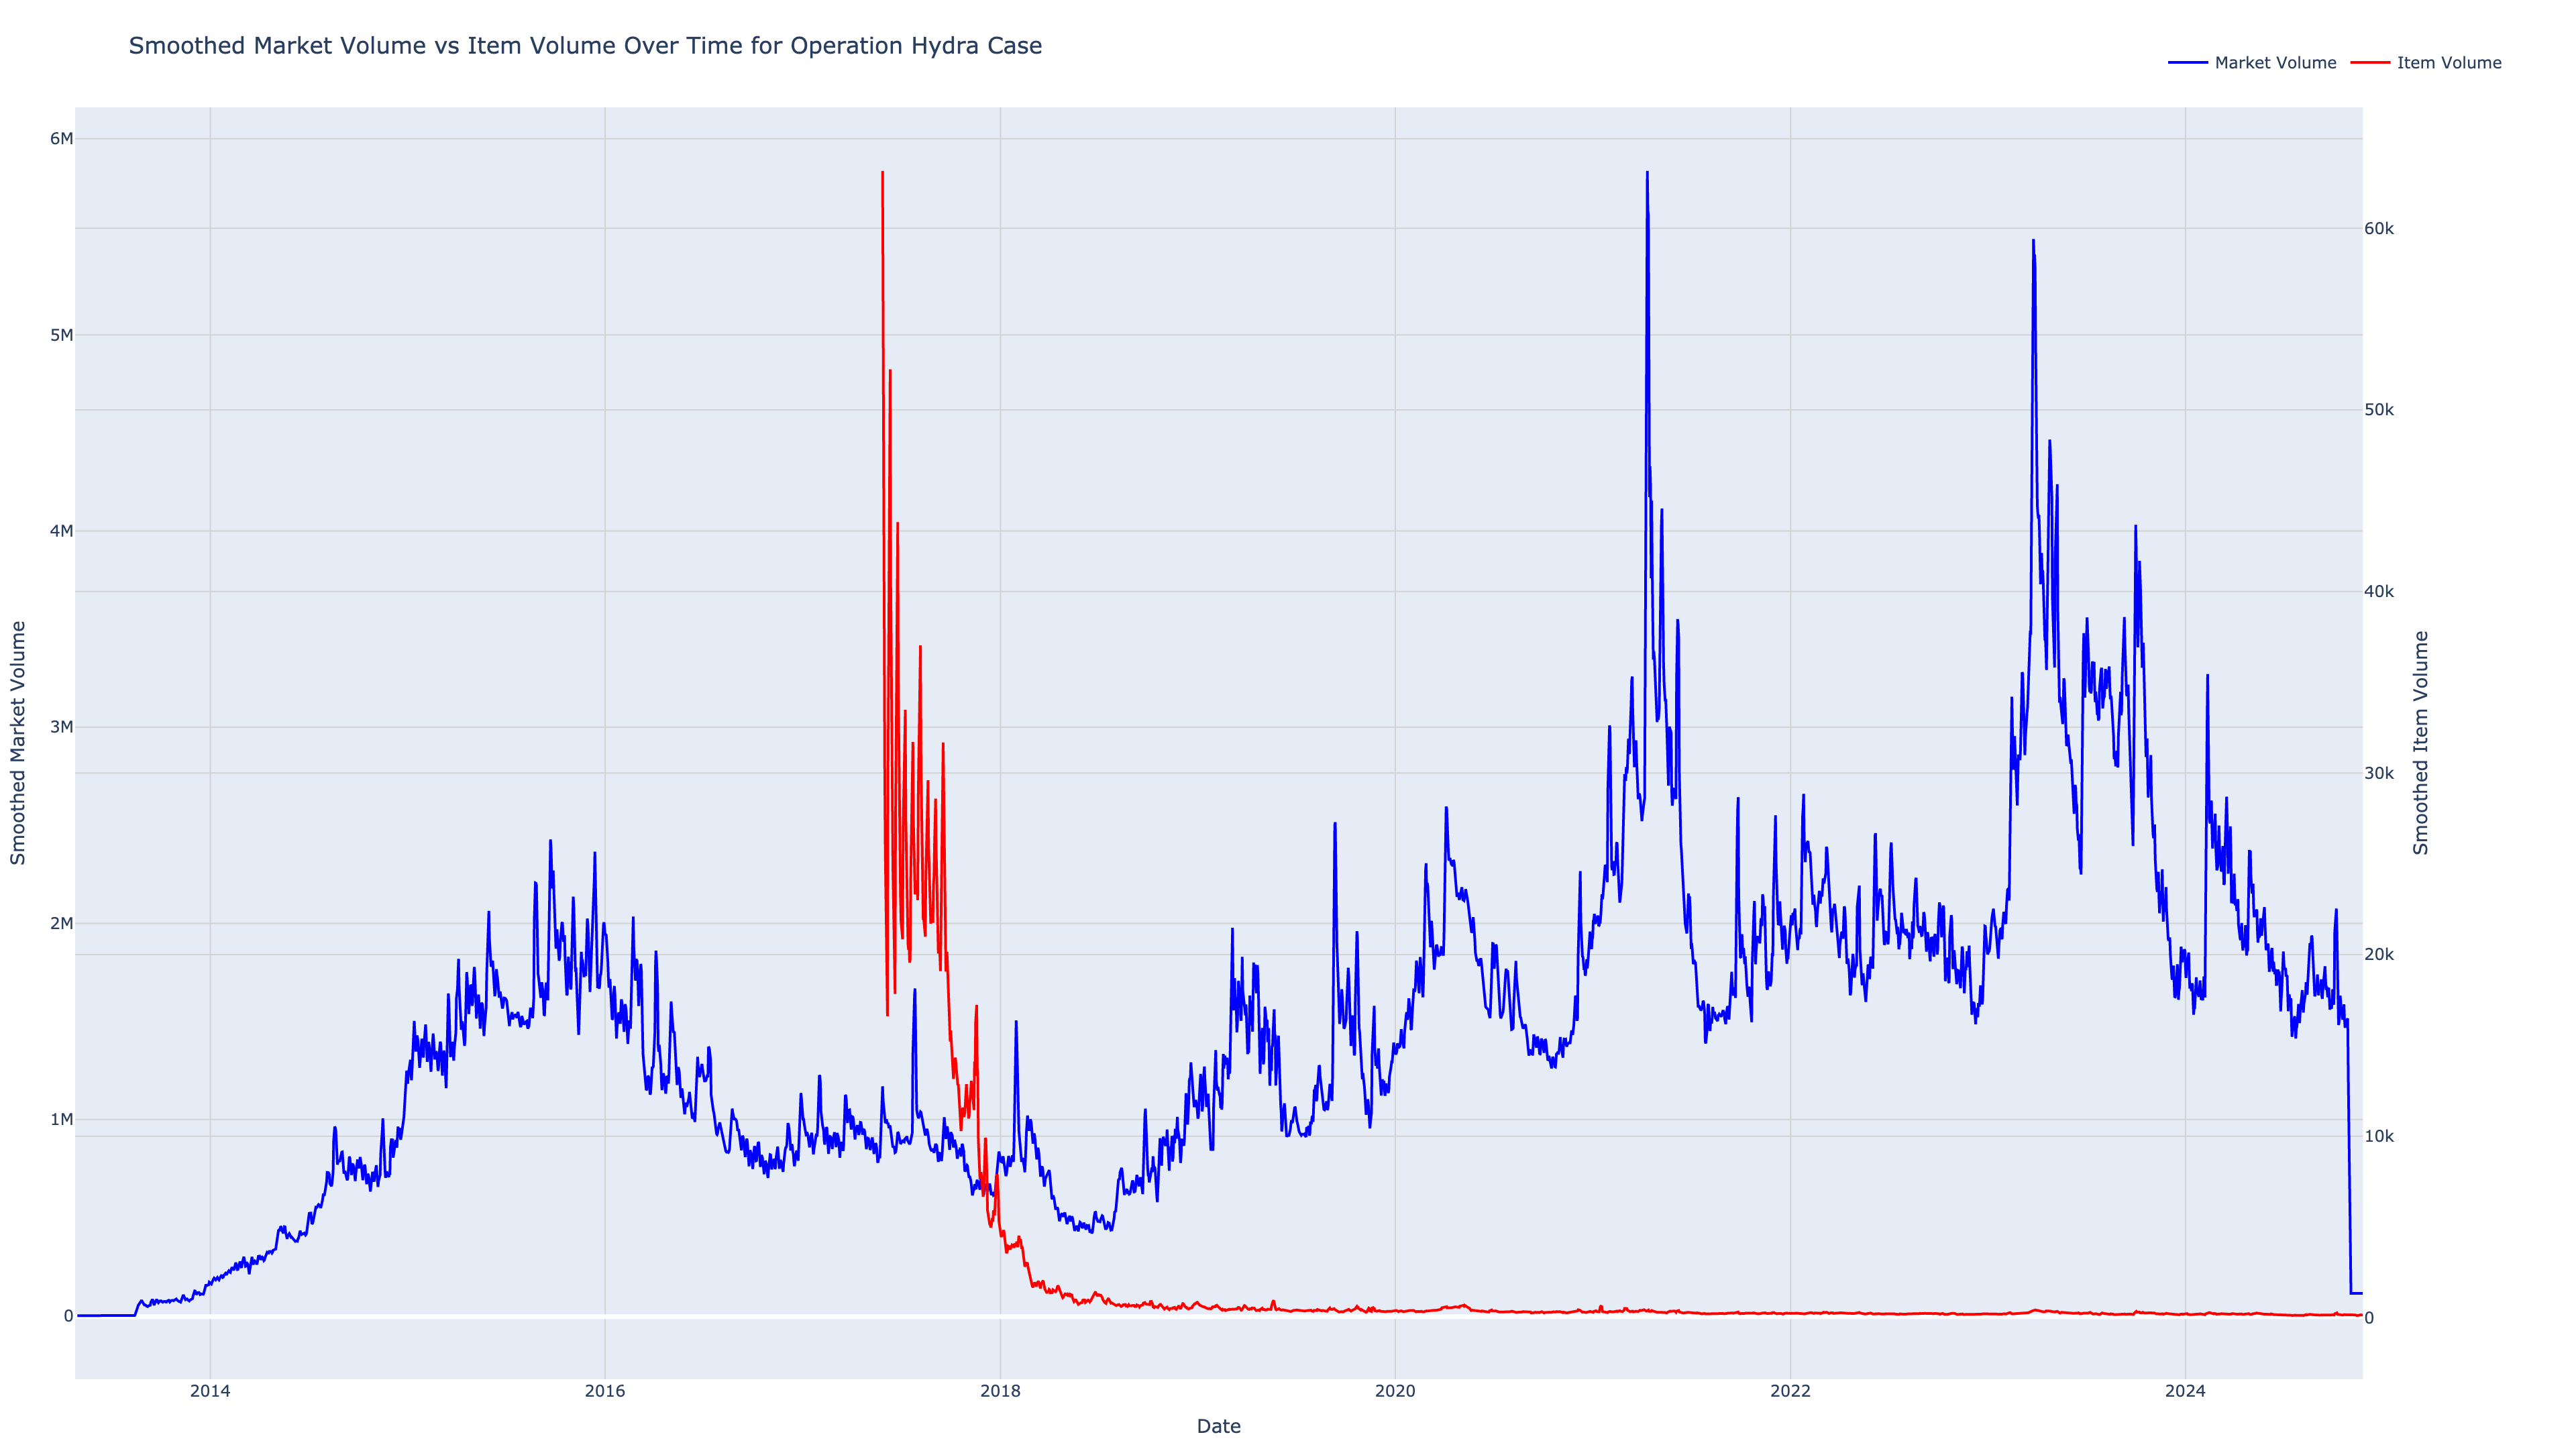 Smoothed Market Volume vs Item Volume Over Time for Operation Hydra Case
Market Volume
Item Volume
6M
5M
4M
3M
2M
1M
0
Smoothed Market Volume
60k
50k
40k
30k
20k
10k
0
Smoothed Item Volume
2014
2016
2018
2020
2022
2024
Date